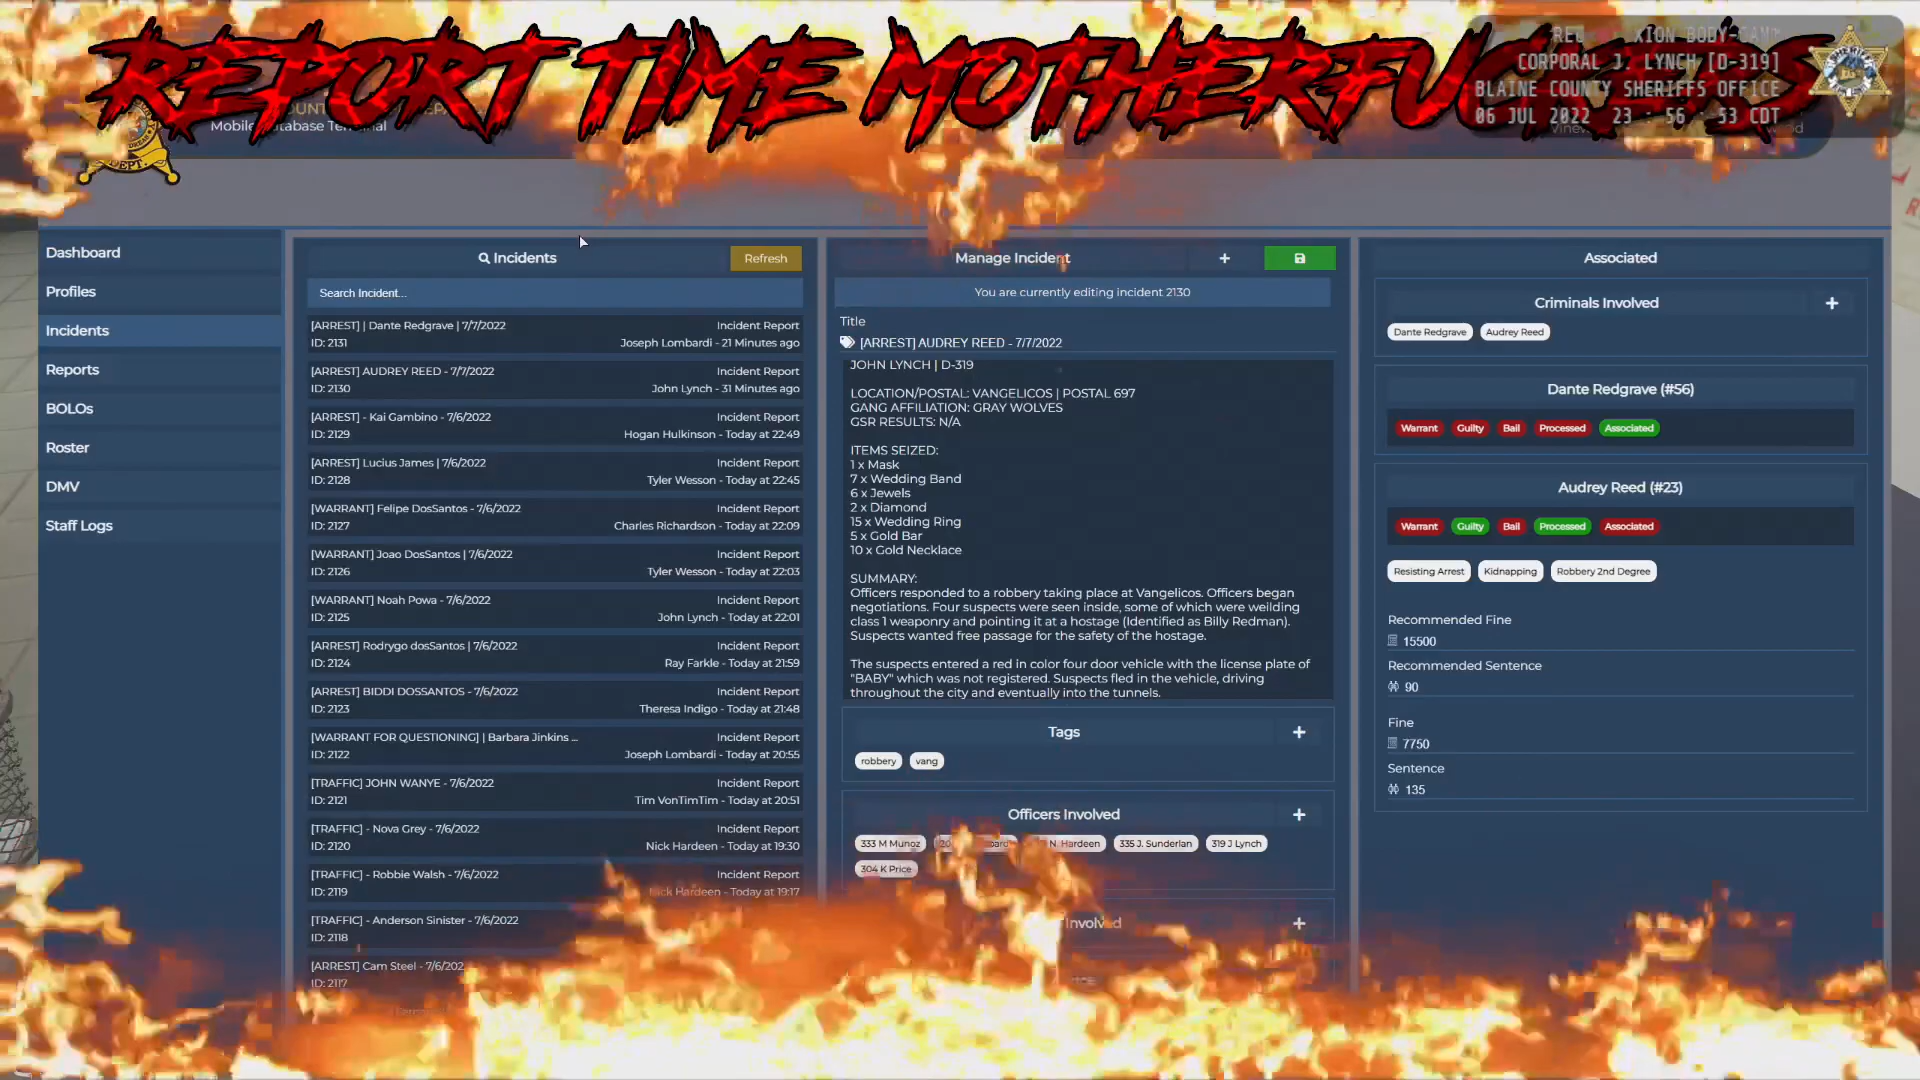 REPORT TIME MOTHERFUCKERS
CORPORAL J. LYNCH [D-319]
BLAINE COUNTY SHERIFFS OFFICE
06 JUL 2022 23 : 56 : 53 CDT
Mobile Database Terminal
Dashboard
Profiles
Incidents
Reports
BOLOs
Roster
DMV
Staff Logs
Incidents
Refresh
Search Incident...
[ARREST] | Dante Redgrave | 7/7/2022 Incident Report
ID: 2131 Joseph Lombardi - 21 Minutes ago
[ARREST] AUDREY REED - 7/7/2022 Incident Report
ID: 2130 John Lynch - 31 Minutes ago
[ARREST] - Kai Gambino - 7/6/2022 Incident Report
ID: 2129 Hogan Hulkinson - Today at 22:49
[ARREST] Lucius James | 7/6/2022 Incident Report
ID: 2128 Tyler Wesson - Today at 22:45
[WARRANT] Felipe DosSantos - 7/6/2022 Incident Report
ID: 2127 Charles Richardson - Today at 22:09
[WARRANT] Joao DosSantos | 7/6/2022 Incident Report
ID: 2126 Tyler Wesson - Today at 22:03
[WARRANT] Noah Powa - 7/6/2022 Incident Report
ID: 2125 John Lynch - Today at 22:01
[ARREST] Rodrygo dosSantos | 7/6/2022 Incident Report
ID: 2124 Ray Farkle - Today at 21:59
[ARREST] BIDDI DOSSANTOS - 7/6/2022 Incident Report
ID: 2123 Theresa Indigo - Today at 21:48
[WARRANT FOR QUESTIONING] | Barbara Jinkins ... Incident Report
ID: 2122 Joseph Lombardi - Today at 20:55
[TRAFFIC] JOHN WANYE - 7/6/2022 Incident Report
ID: 2121 Tim VonTimTim - Today at 20:51
[TRAFFIC] - Nova Grey - 7/6/2022 Incident Report
ID: 2120 Nick Hardeen - Today at 19:30
[TRAFFIC] - Robbie Walsh - 7/6/2022 Incident Report
ID: 2119 Nick Hardeen - Today at 19:17
[TRAFFIC] - Anderson Sinister - 7/6/2022
ID: 2118
[ARREST] Cam Steel - 7/6/202
ID: 2117
Manage Incident
You are currently editing incident 2130
Title
[ARREST] AUDREY REED - 7/7/2022
JOHN LYNCH | D-319
LOCATION/POSTAL: VANGELICOS | POSTAL 697
GANG AFFILIATION: GRAY WOLVES
GSR RESULTS: N/A
ITEMS SEIZED:
1 x Mask
7 x Wedding Band
6 x Jewels
2 x Diamond
15 x Wedding Ring
5 x Gold Bar
10 x Gold Necklace
SUMMARY:
Officers responded to a robbery taking place at Vangelicos. Officers began
negotiations. Four suspects were seen inside, some of which were weilding
class 1 weaponry and pointing it at a hostage (Identified as Billy Redman).
Suspects wanted free passage for the safety of the hostage.
The suspects entered a red in color four door vehicle with the license plate of
"BABY" which was not registered. Suspects fled in the vehicle, driving
throughout the city and eventually into the tunnels.
Tags
robbery vang
Officers Involved
333 M Munoz N. Hardeen 335 J. Sunderlan 319 J Lynch
304 K Price
Involved
Associated
Criminals Involved
Dante Redgrave Audrey Reed
Dante Redgrave (#56)
Warrant Guilty Bail Processed Associated
Audrey Reed (#23)
Warrant Guilty Bail Processed Associated
Resisting Arrest Kidnapping Robbery 2nd Degree
Recommended Fine
15500
Recommended Sentence
90
Fine
7750
Sentence
135